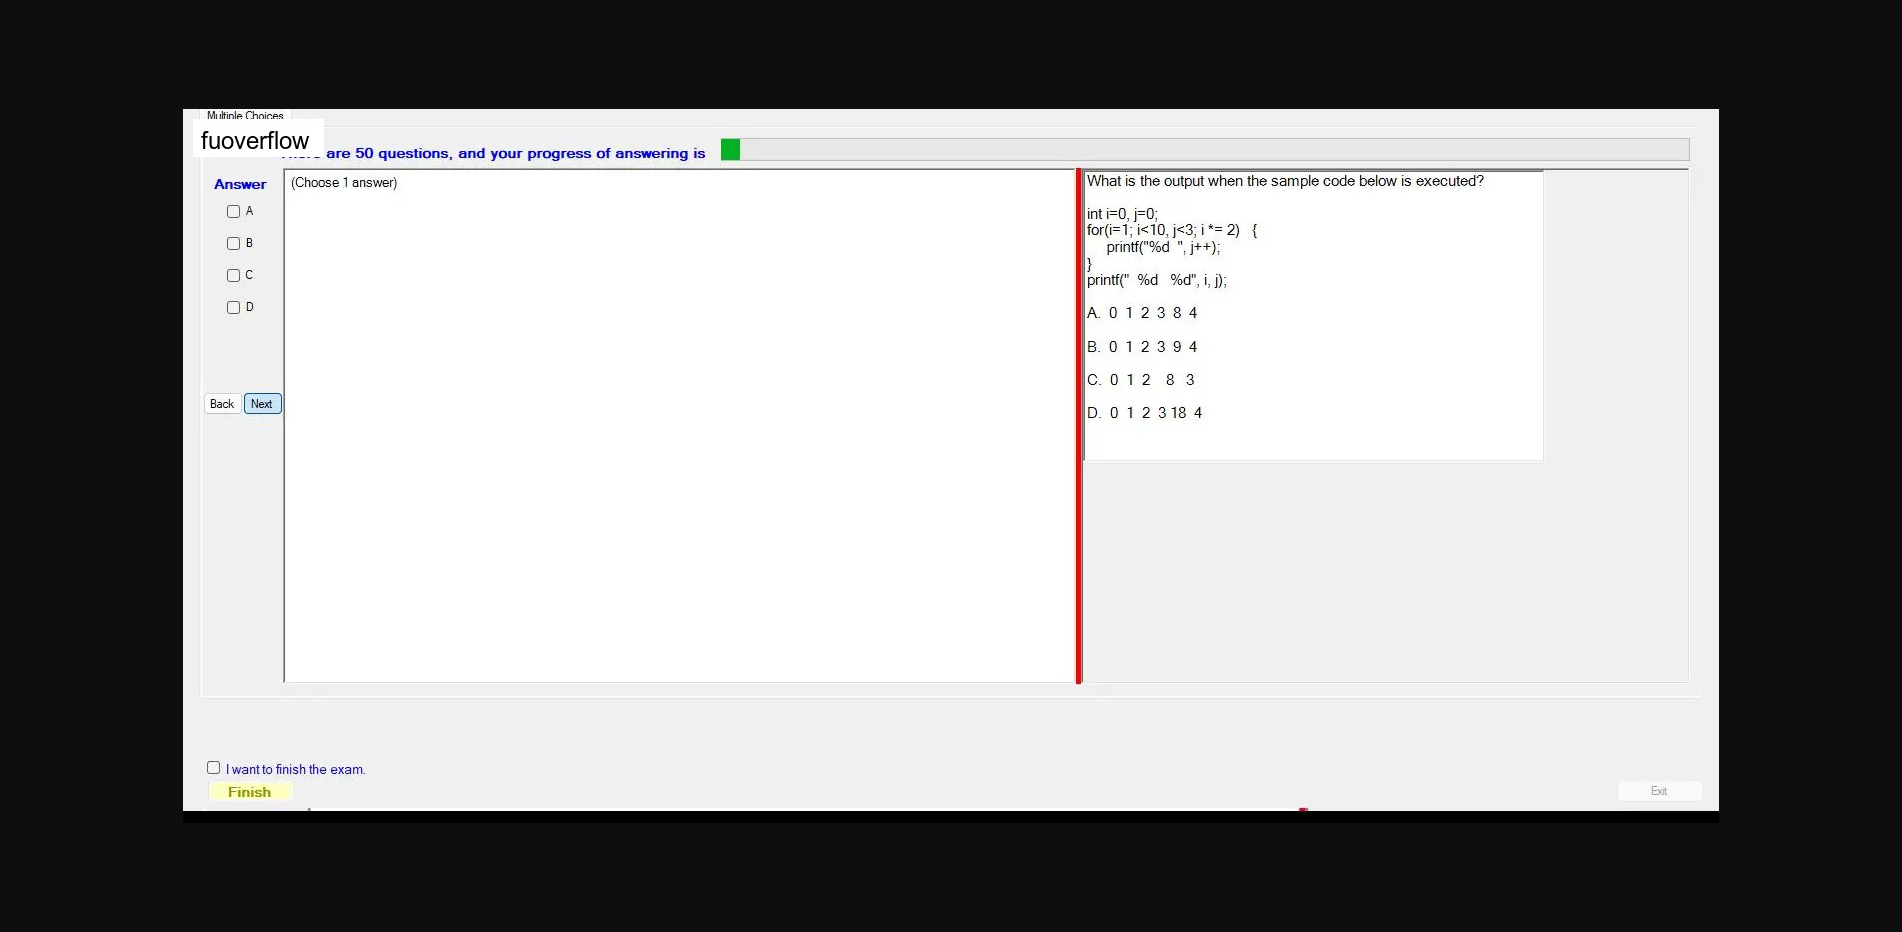 Multiple Choices
fuoverflow
are 50 questions, and your progress of answering is
Answer
(Choose 1 answer)
A
B
C
D
Back
Next
What is the output when the sample code below is executed?
int i=0, j=0;
for(i=1; i<10, j<3; i *= 2) {
printf("%d ", j++);
}
printf(" %d %d", i, j);
A. 0 1 2 3 8 4
B. 0 1 2 3 9 4
C. 0 1 2 8 3
D. 0 1 2 3 18 4
I want to finish the exam.
Finish
Exit